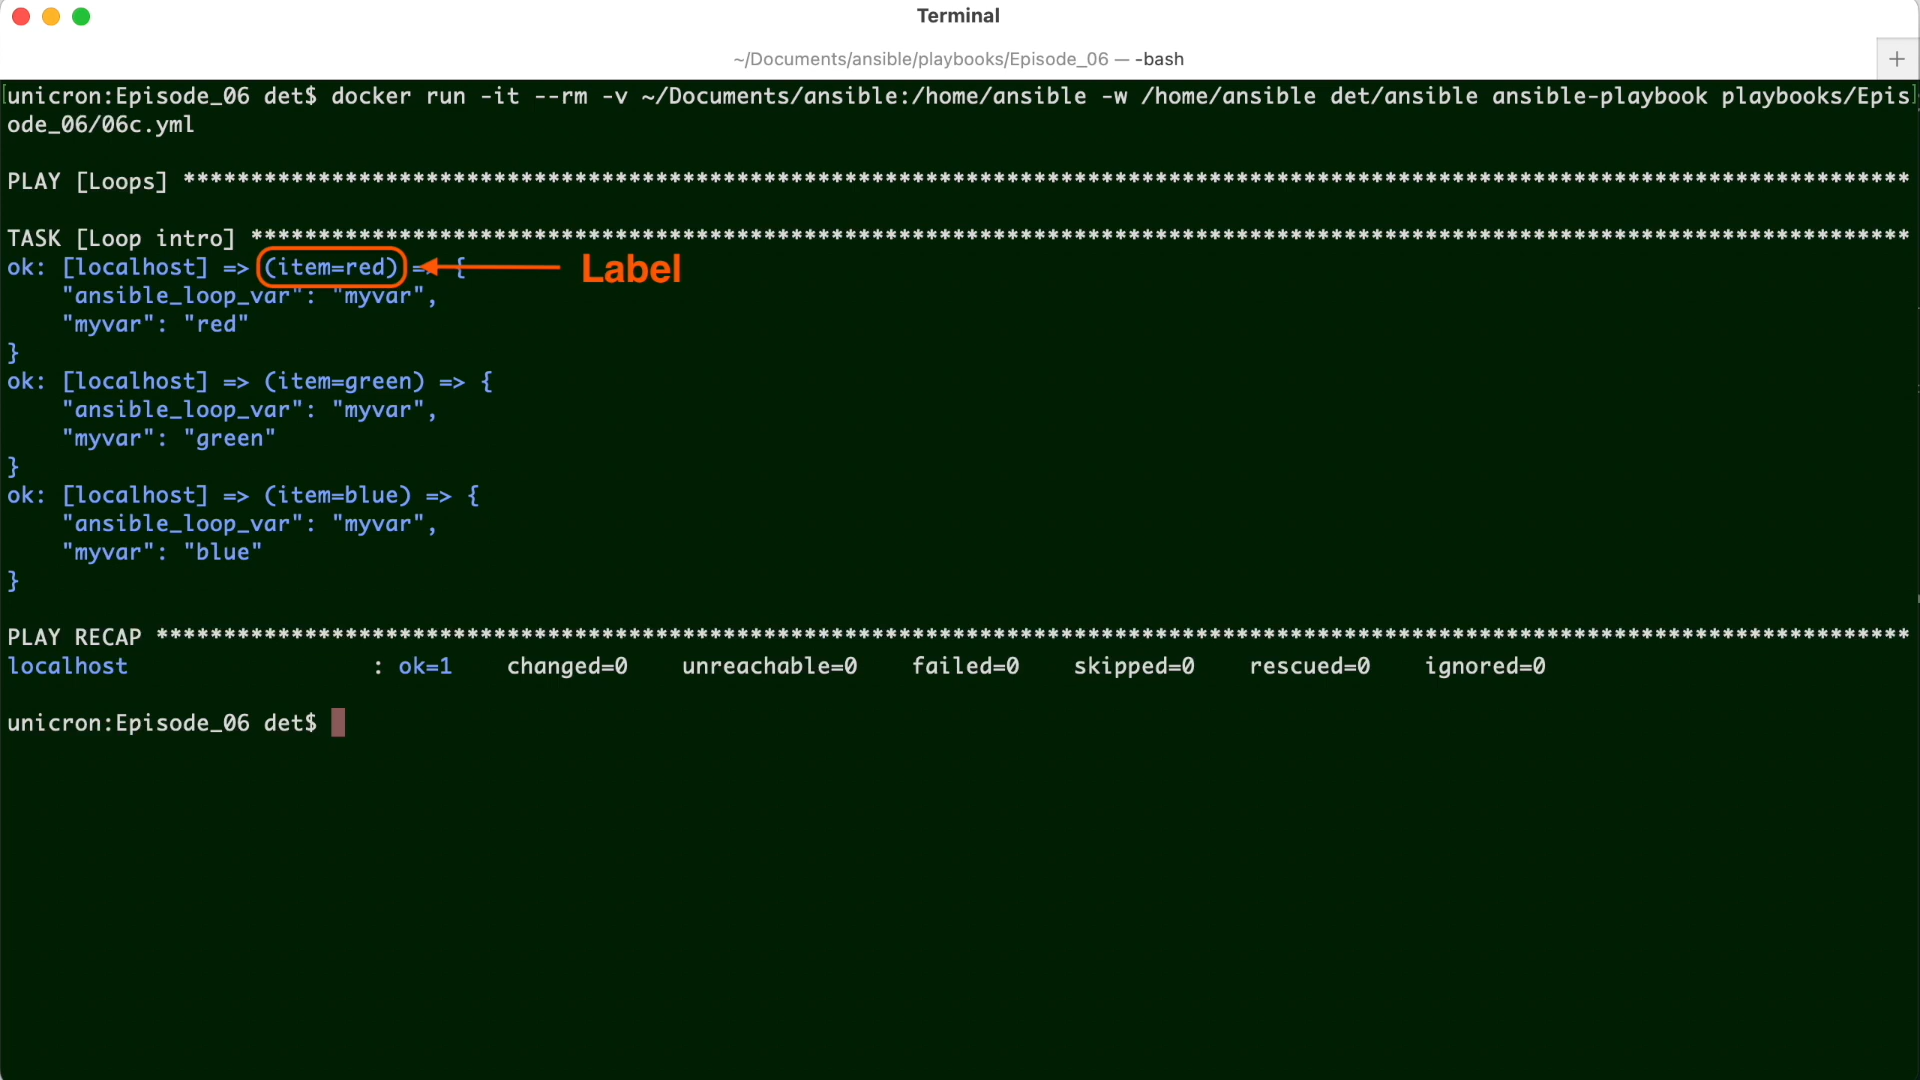 Terminal
~/Documents/ansible/playbooks/Episode_06 — -bash
unicron:Episode_06 det$ docker run -it --rm -v ~/Documents/ansible:/home/ansible -w /home/ansible det/ansible ansible-playbook playbooks/Epis
ode_06/06c.yml
PLAY [Loops] ********************************************************************************************************************************
TASK [Loop intro] ***************************************************************************************************************************
ok: [localhost] => (item=red) => { Label
    "ansible_loop_var": "myvar",
    "myvar": "red"
}
ok: [localhost] => (item=green) => {
    "ansible_loop_var": "myvar",
    "myvar": "green"
}
ok: [localhost] => (item=blue) => {
    "ansible_loop_var": "myvar",
    "myvar": "blue"
}
PLAY RECAP **********************************************************************************************************************************
localhost                  : ok=1    changed=0    unreachable=0    failed=0    skipped=0    rescued=0    ignored=0
unicron:Episode_06 det$